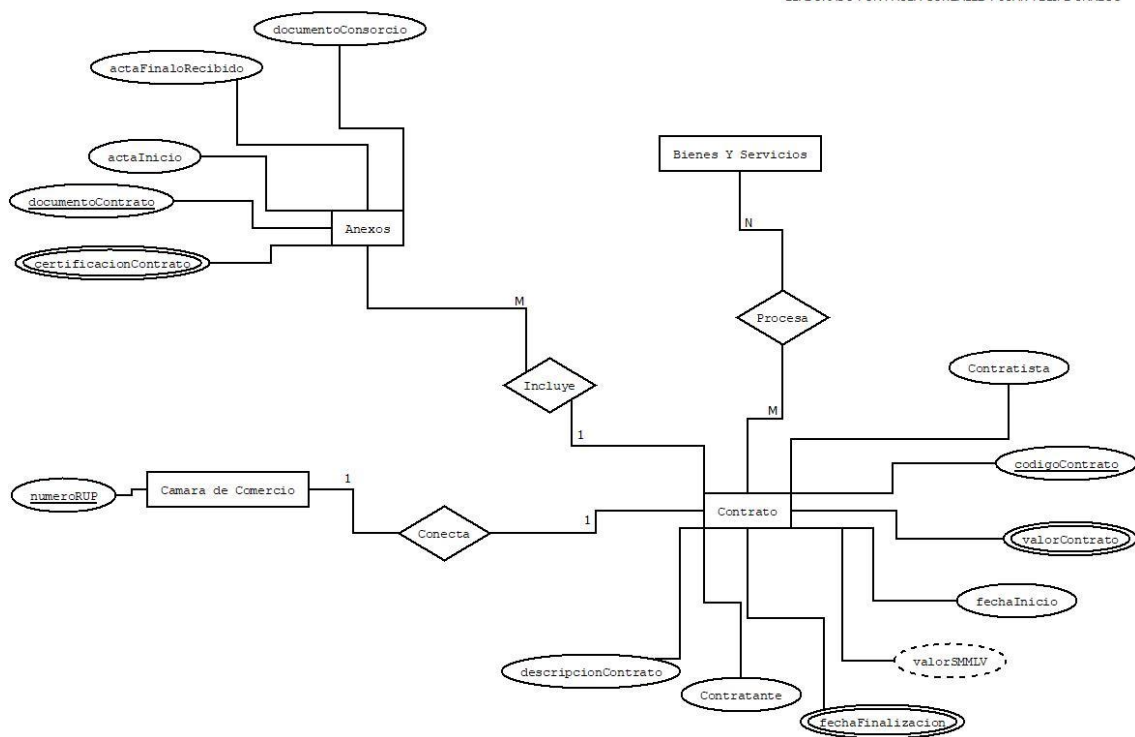 documentoConsorcio
actaFinaloRecibido
actaInicio
documentoContrato
certificacionContrato
Anexos
Bienes Y Servicios
N
Procesa
M
M
Incluye
1
Contratista
codigoContrato
numeroRUP
Camara de Comercio
1
Conecta
1
Contrato
valorContrato
fechaInicio
valorSMMLV
descripcionContrato
Contratante
fechaFinalizacion